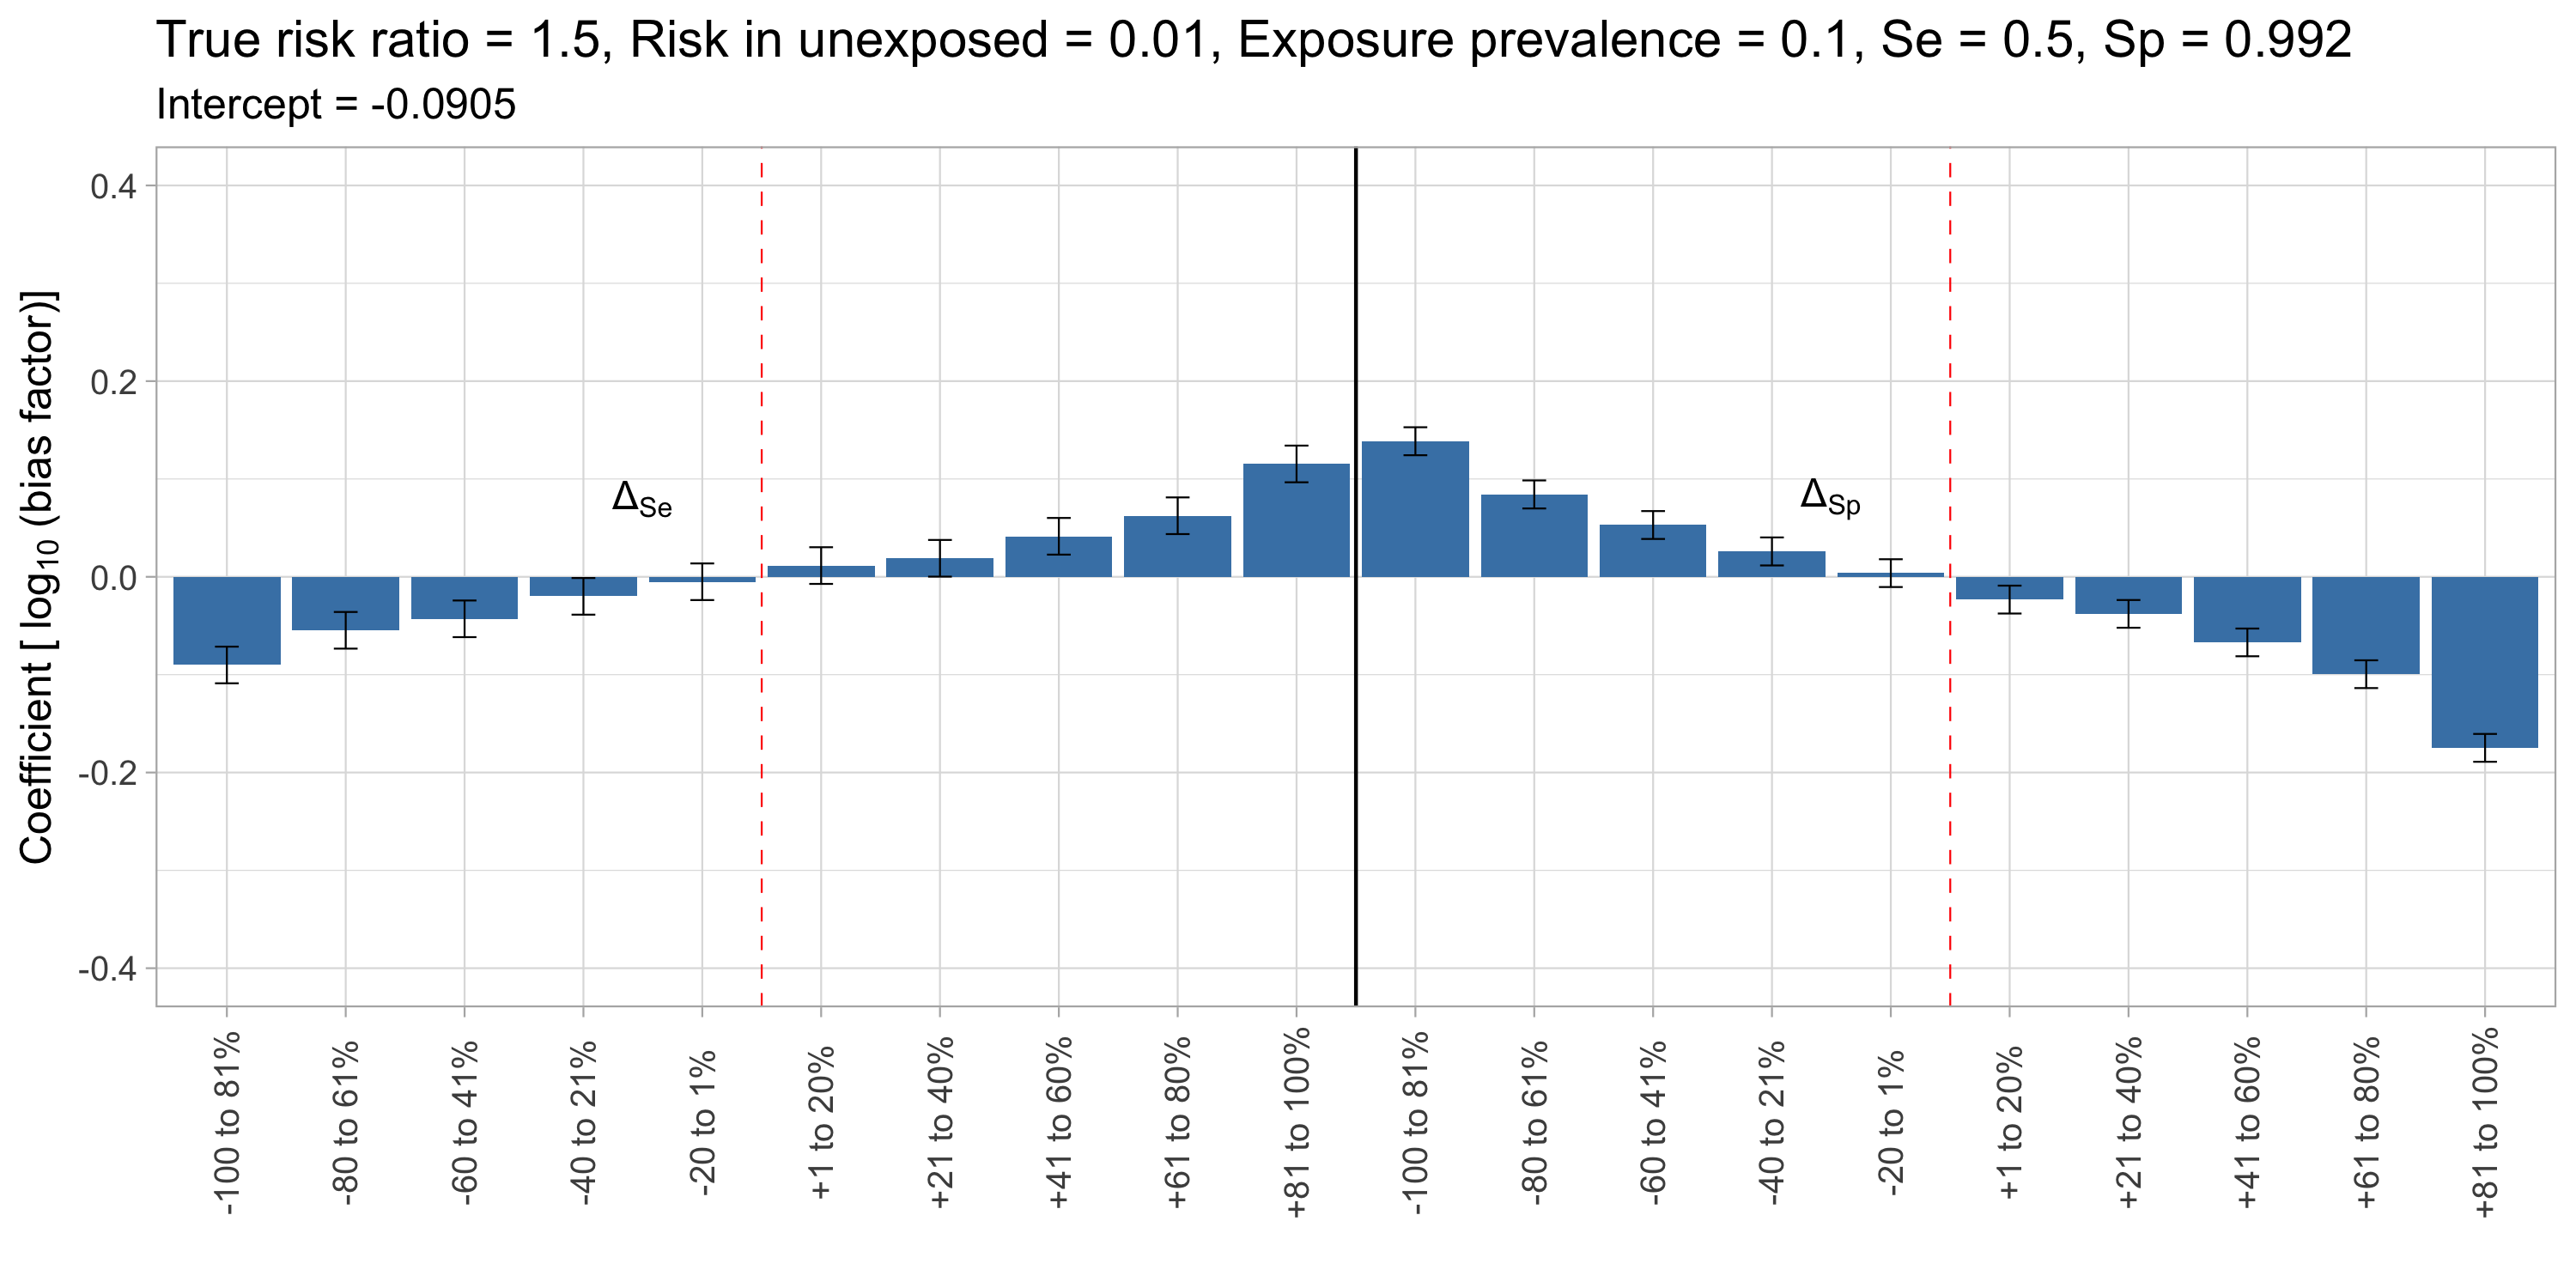 True risk ratio = 1.5, Risk in unexposed = 0.01, Exposure prevalence = 0.1, Se = 0.5, Sp = 0.992
Intercept = -0.0905
Coefficient [ log10 (bias factor)]
0.4
0.2
0.0
-0.2
-0.4
ΔSe
ΔSp
-100 to 81%
-80 to 61%
-60 to 41%
-40 to 21%
-20 to 1%
+1 to 20%
+21 to 40%
+41 to 60%
+61 to 80%
+81 to 100%
-100 to 81%
-80 to 61%
-60 to 41%
-40 to 21%
-20 to 1%
+1 to 20%
+21 to 40%
+41 to 60%
+61 to 80%
+81 to 100%